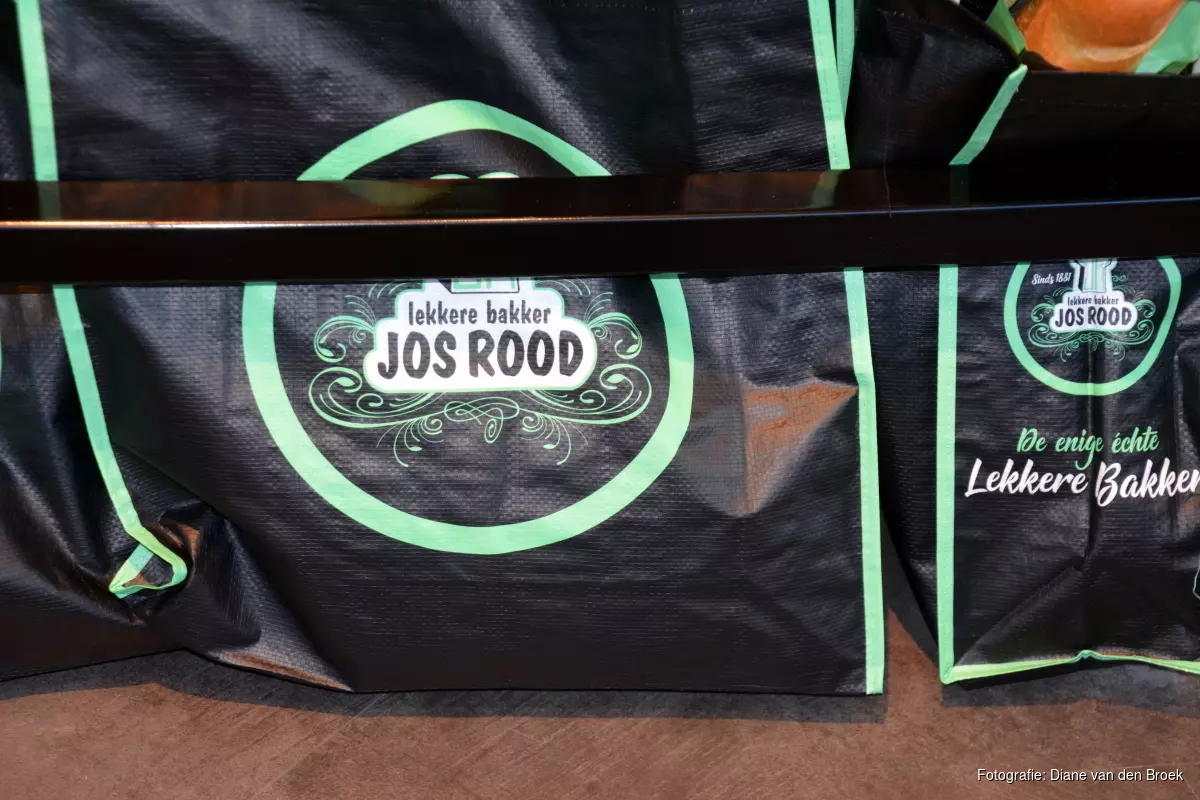 lekkere bakker
JOS ROOD
Sinds 1881
lekkere bakker
JOS ROOD
De enige échte
Lekkere Bakker
Fotografie: Diane van den Broek